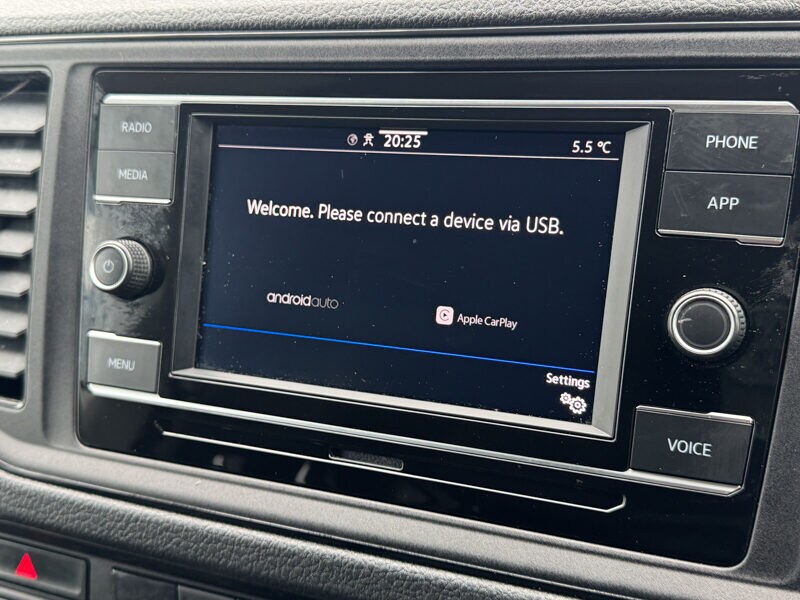 RADIO
MEDIA
MENU
20:25
5.5 °C
Welcome. Please connect a device via USB.
androidauto
Apple CarPlay
Settings
PHONE
APP
VOICE